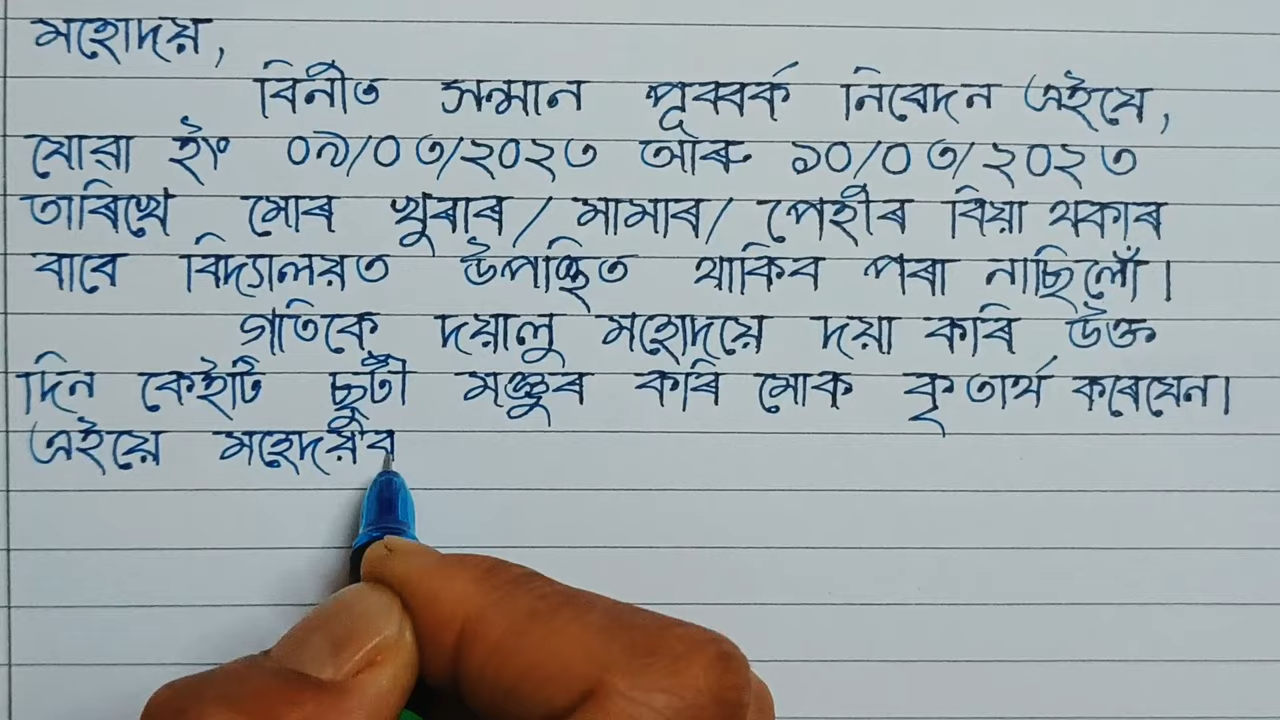 মহোদয়,
বিনীত সন্মান পূৰ্ব্বক নিবেদন এইযে,
যোৱা ইং ০৯/০৩/২০২৩ আৰু ১০/০৩/২০২৩
তাৰিখে মোৰ খুৰাৰ/ মামাৰ/ পেহীৰ বিয়া থকাৰ
বাবে বিদ্যালয়ত উপস্থিত থাকিব পৰা নাছিলোঁ।
গতিকে দয়ালু মহোদয়ে দয়া কৰি উক্ত
দিন কেইটি ছুটী মঞ্জুৰ কৰি মোক কৃতাৰ্থ কৰেযেন।
এইয়ে মহোদয়ৰ